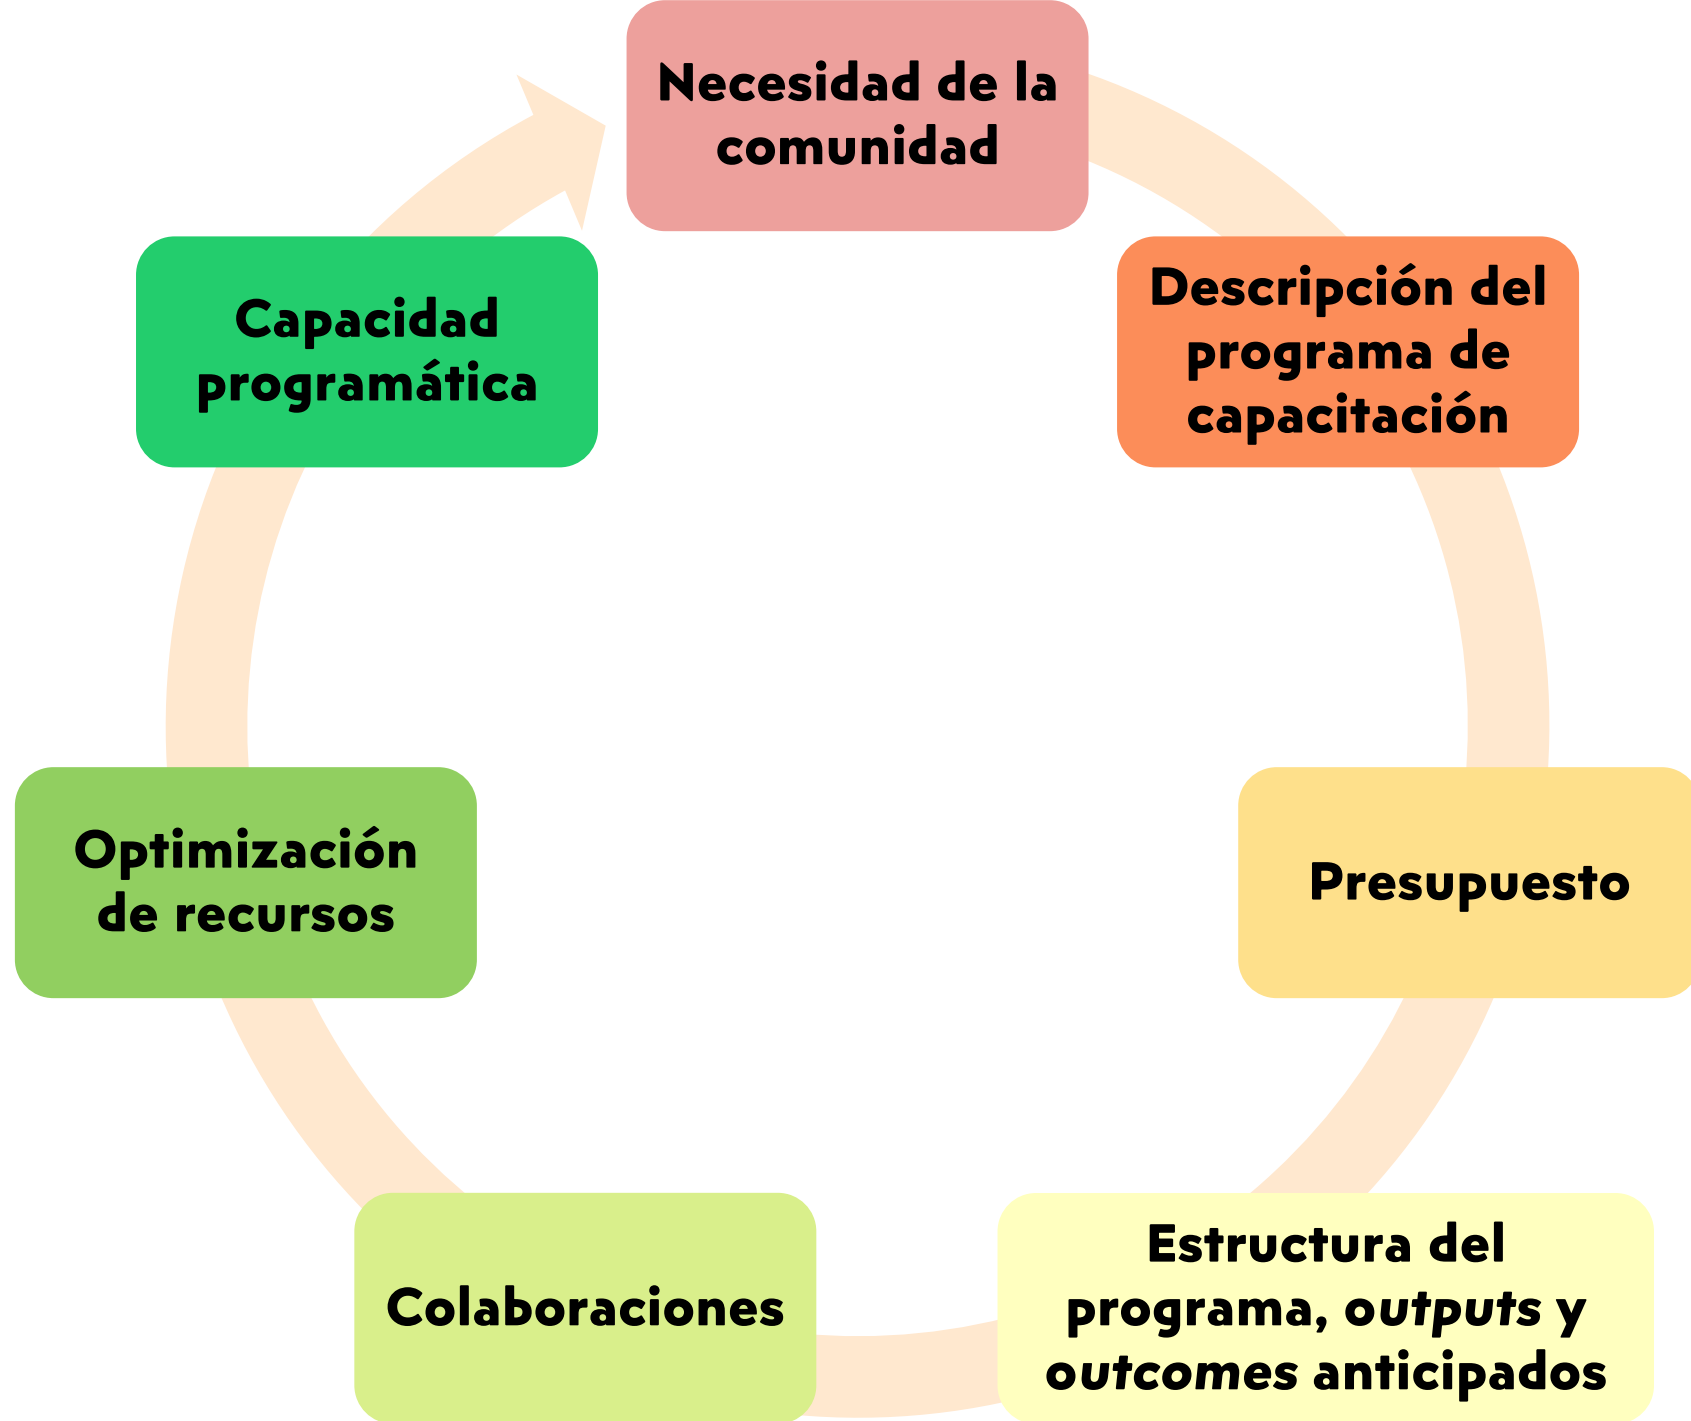 Necesidad de la
comunidad
Descripción del
programa de
capacitación
Presupuesto
Estructura del
programa, outputs y
outcomes anticipados
Colaboraciones
Optimización
de recursos
Capacidad
programática